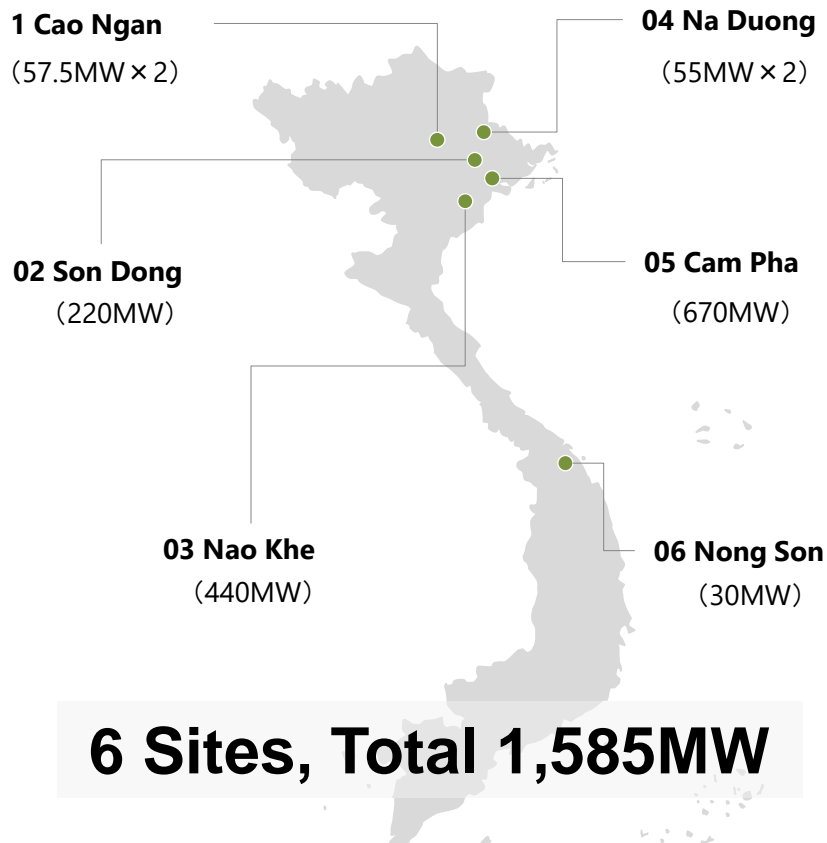 1 Cao Ngan
（57.5MW×2）
04 Na Duong
（55MW×2）
02 Son Dong
（220MW）
05 Cam Pha
（670MW）
03 Nao Khe
（440MW）
06 Nong Son
（30MW）
6 Sites, Total 1,585MW